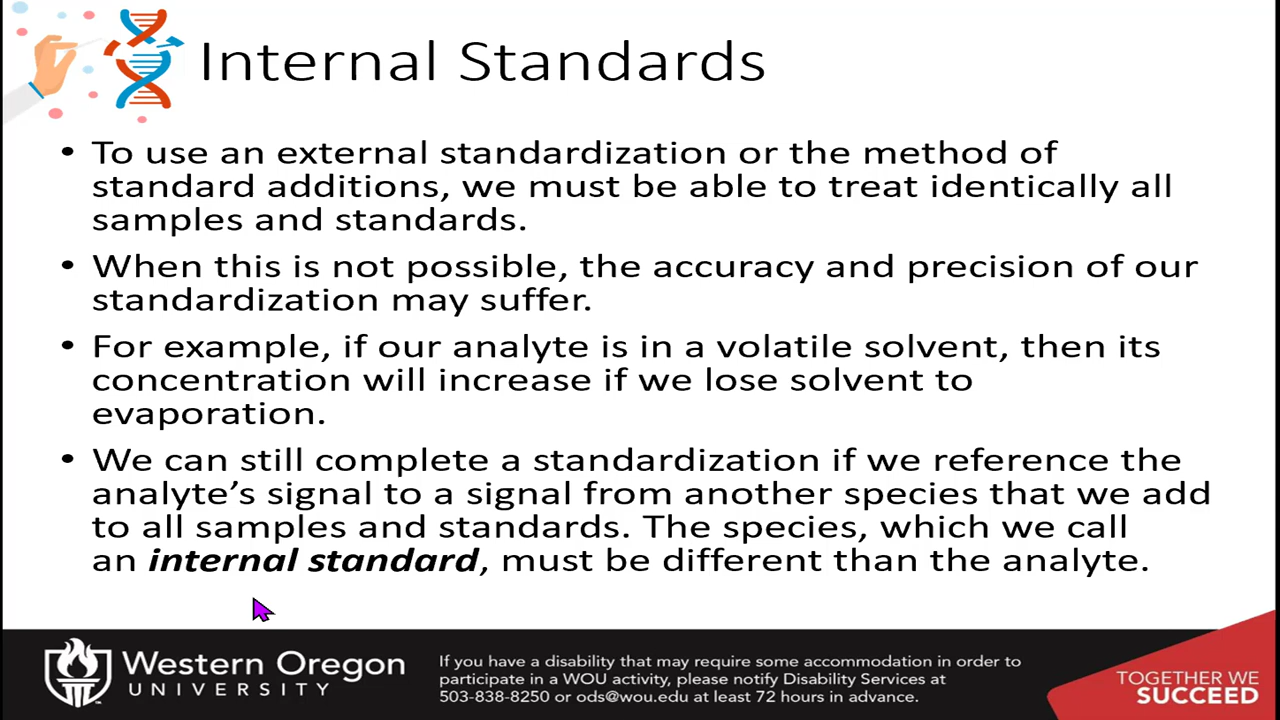 Internal Standards
• To use an external standardization or the method of
standard additions, we must be able to treat identically all
samples and standards.
• When this is not possible, the accuracy and precision of our
standardization may suffer.
• For example, if our analyte is in a volatile solvent, then its
concentration will increase if we lose solvent to
evaporation.
• We can still complete a standardization if we reference the
analyte’s signal to a signal from another species that we add
to all samples and standards. The species, which we call
an internal standard, must be different than the analyte.
Western Oregon
UNIVERSITY
If you have a disability that may require some accommodation in order to
participate in a WOU activity, please notify Disability Services at
503-838-8250 or ods@wou.edu at least 72 hours in advance.
TOGETHER WE
SUCCEED